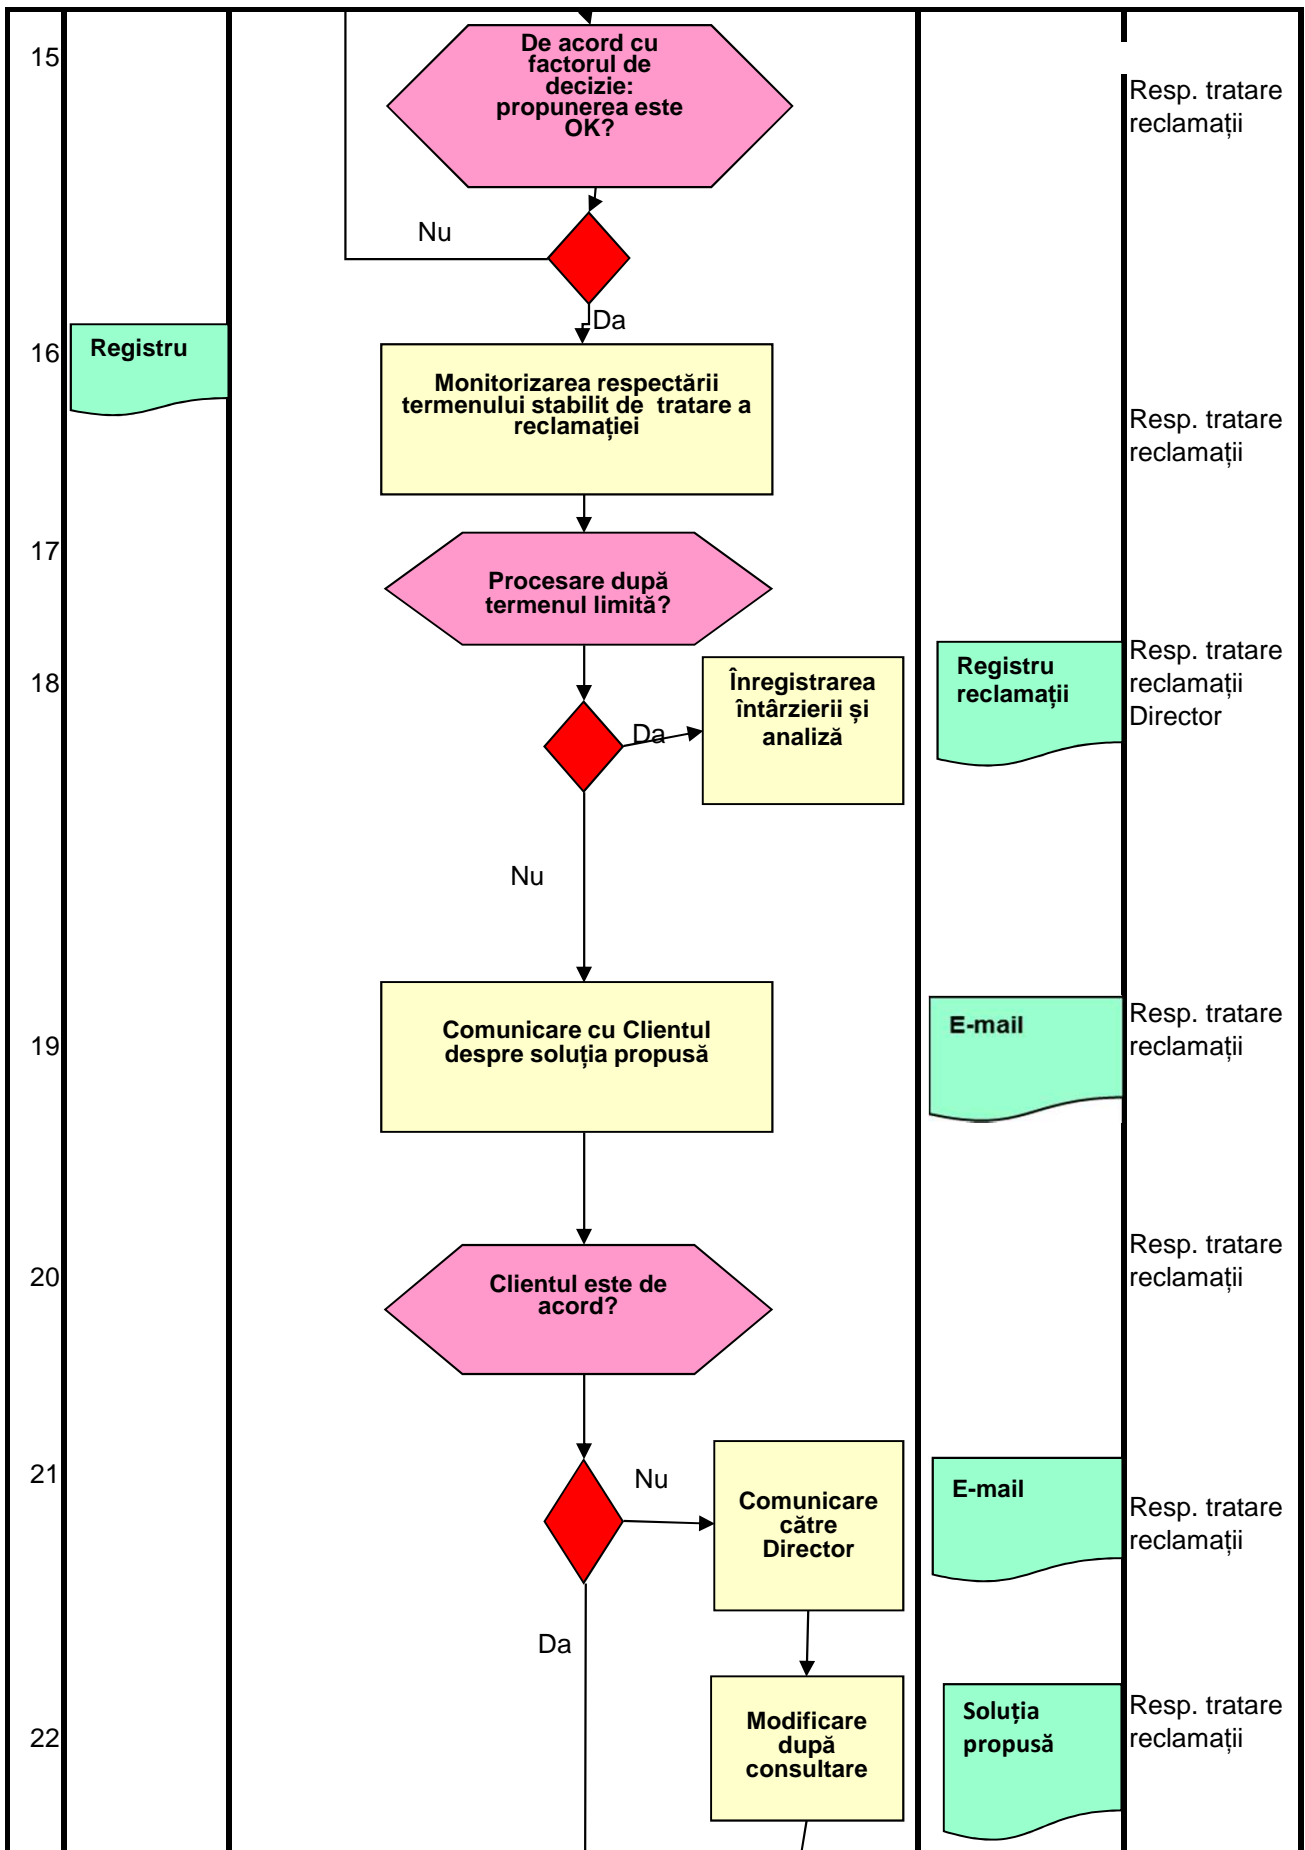 15
De acord cu
factorul de
decizie:
propunerea este
OK?
Resp. tratare
reclamații
Nu
Da
16
Registru
Monitorizarea respectării
termenului stabilit de  tratare a
reclamației
Resp. tratare
reclamații
17
Procesare după
termenul limită?
18
Da
Înregistrarea
întârzierii și
analiză
Registru
reclamații
Resp. tratare
reclamații
Director
Nu
19
Comunicare cu Clientul
despre soluția propusă
E-mail
Resp. tratare
reclamații
20
Clientul este de
acord?
Resp. tratare
reclamații
21
Nu
Comunicare
către
Director
E-mail
Resp. tratare
reclamații
Da
22
Modificare
după
consultare
Soluția
propusă
Resp. tratare
reclamații